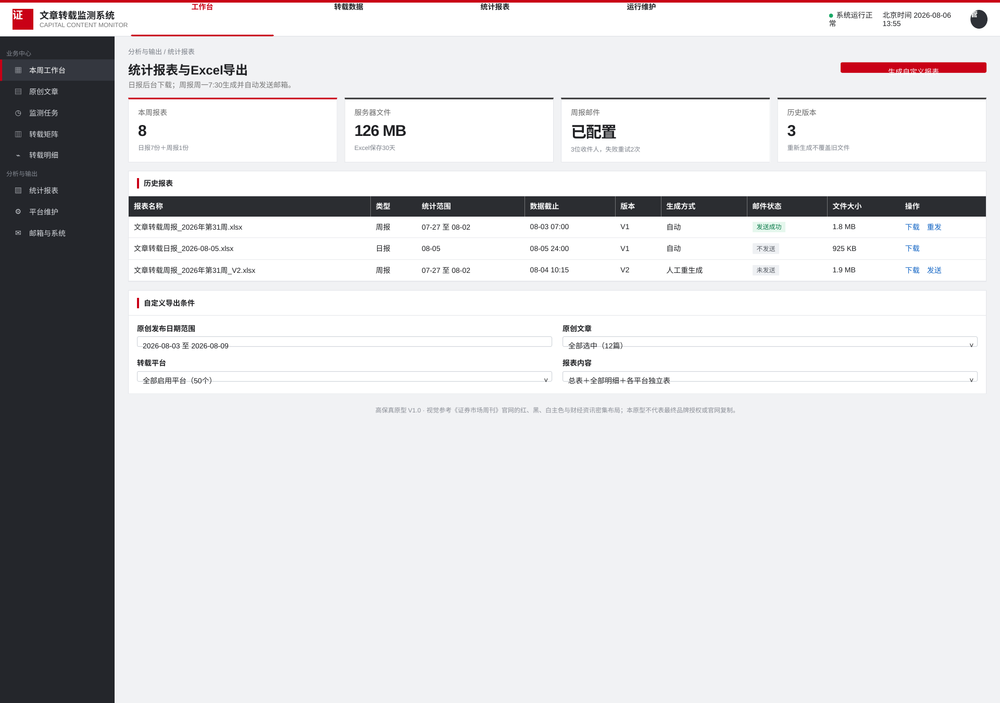 证
文章转载监测系统
CAPITAL CONTENT MONITOR
工作台
转载数据
统计报表
运行维护
系统运行正
常
北京时间 2026-08-06
13:55
管
业务中心
本周工作台
原创文章
监测任务
转载矩阵
转载明细
分析与输出
统计报表
平台维护
邮箱与系统
分析与输出 / 统计报表
统计报表与Excel导出
日报后台下载；周报周一7:30生成并自动发送邮箱。
生成自定义报表
本周报表
8
日报7份＋周报1份
服务器文件
126 MB
Excel保存30天
周报邮件
已配置
3位收件人，失败重试2次
历史版本
3
重新生成不覆盖旧文件
历史报表
报表名称 类型 统计范围 数据截止 版本 生成方式 邮件状态 文件大小 操作
文章转载周报_2026年第31周.xlsx 周报 07-27 至 08-02 08-03 07:00 V1 自动 发送成功 1.8 MB 下载 重发
文章转载日报_2026-08-05.xlsx 日报 08-05 08-05 24:00 V1 自动 不发送 925 KB 下载
文章转载周报_2026年第31周_V2.xlsx 周报 07-27 至 08-02 08-04 10:15 V2 人工重生成 未发送 1.9 MB 下载 发送
自定义导出条件
原创发布日期范围
2026-08-03 至 2026-08-09
原创文章
全部选中（12篇）
转载平台
全部启用平台（50个）
报表内容
总表＋全部明细＋各平台独立表
高保真原型 V1.0 · 视觉参考《证券市场周刊》官网的红、黑、白主色与财经资讯密集布局；本原型不代表最终品牌授权或官网复制。